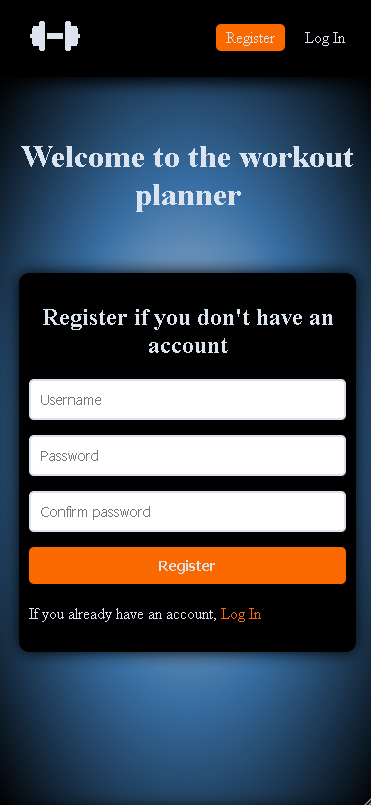 Register
Log In
Welcome to the workout
planner
Register if you don't have an
account
Username
Password
Confirm password
Register
If you already have an account, Log In